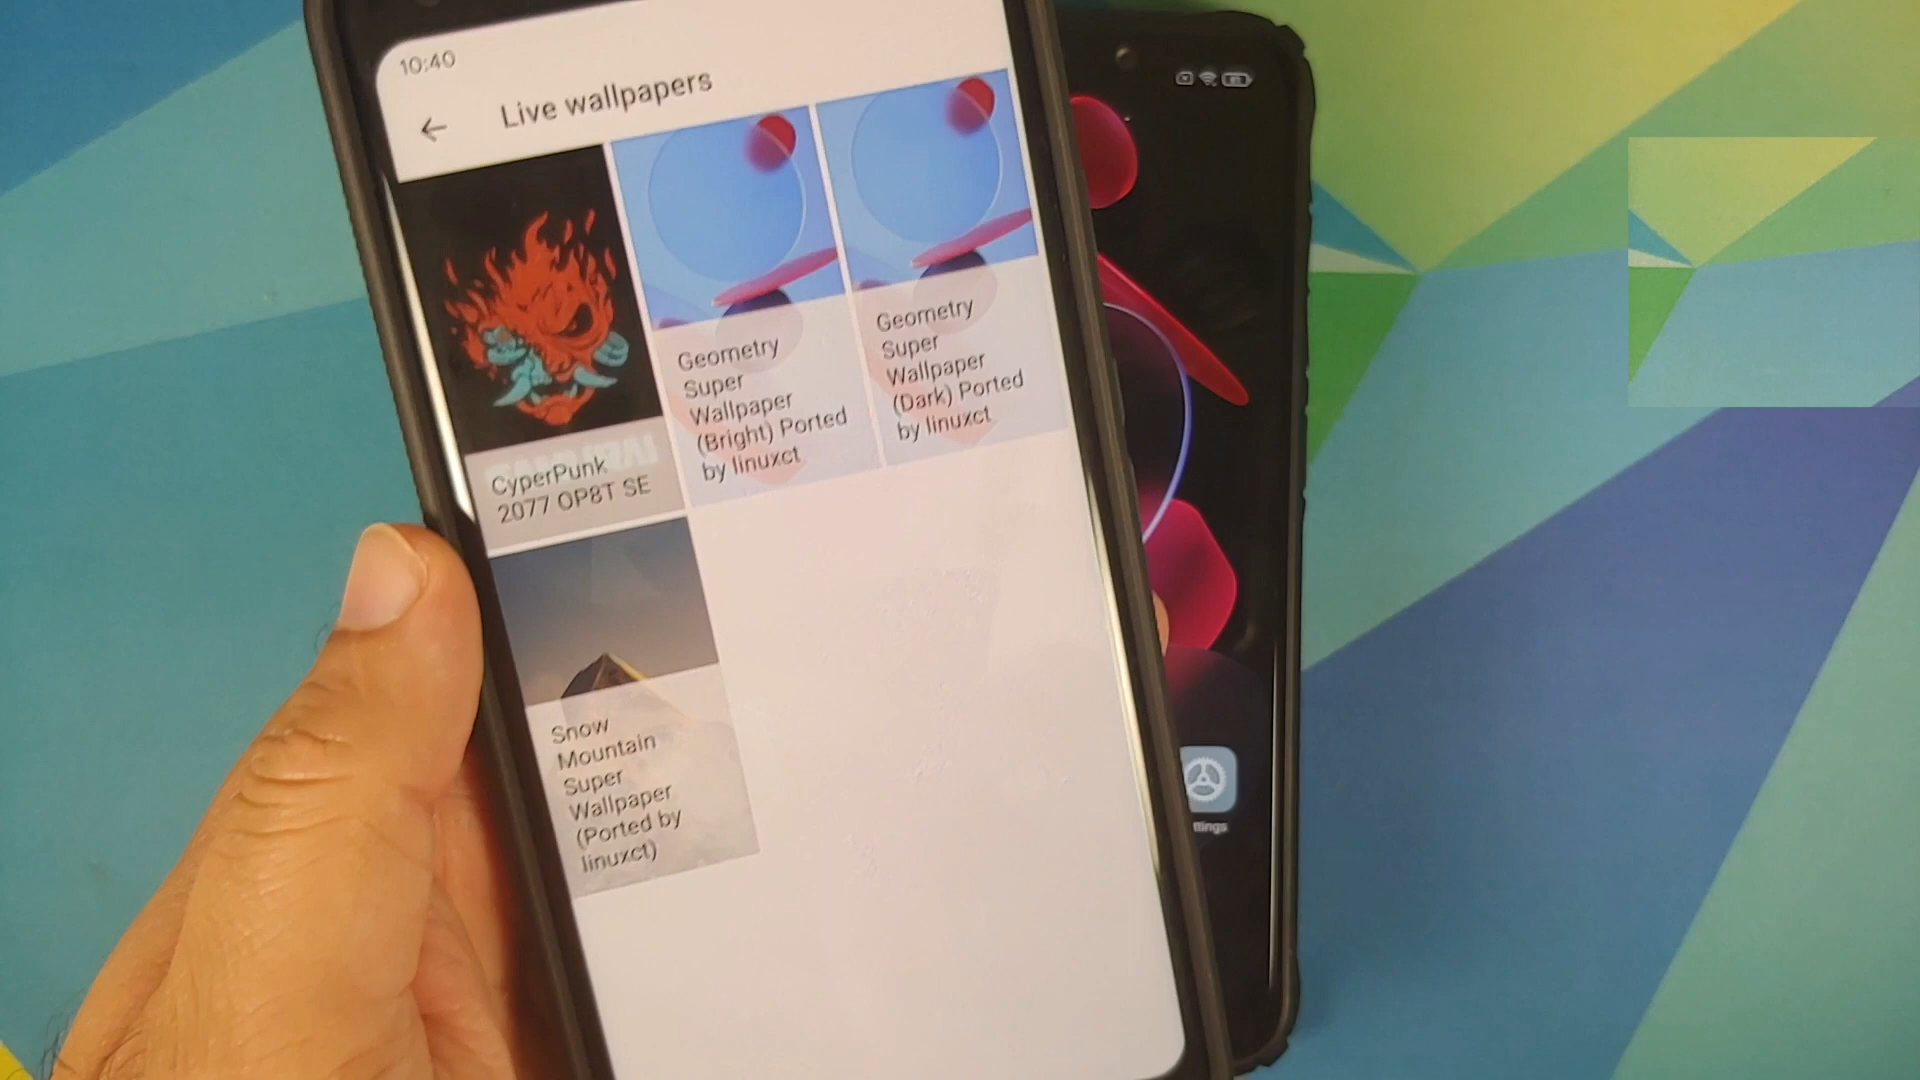 10:40
Live wallpapers
CyperPunk
2077 OP8T SE
Geometry
Super
Wallpaper
(Bright) Ported
by linuxct
Geometry
Super
Wallpaper
(Dark) Ported
by linuxct
Snow
Mountain
Super
Wallpaper
(Ported by
linuxct)
ttings